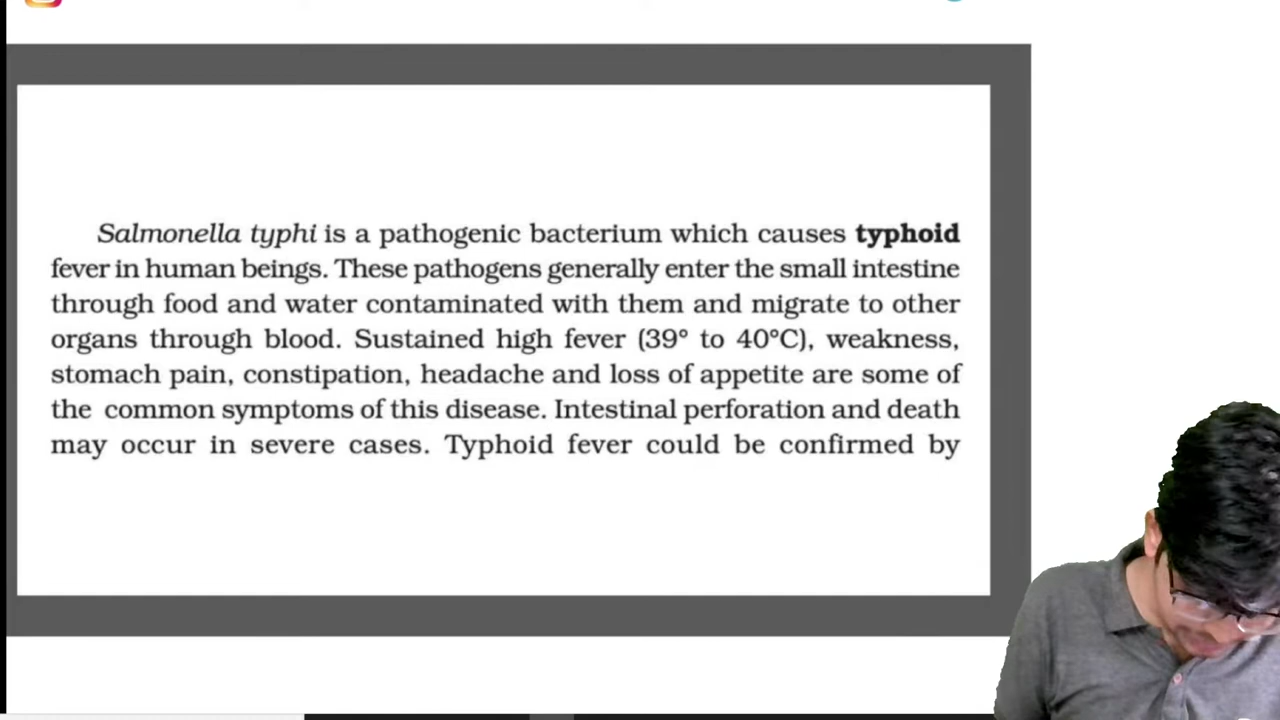 Salmonella typhi is a pathogenic bacterium which causes typhoid
fever in human beings. These pathogens generally enter the small intestine
through food and water contaminated with them and migrate to other
organs through blood. Sustained high fever (39° to 40°C), weakness,
stomach pain, constipation, headache and loss of appetite are some of
the common symptoms of this disease. Intestinal perforation and death
may occur in severe cases. Typhoid fever could be confirmed by